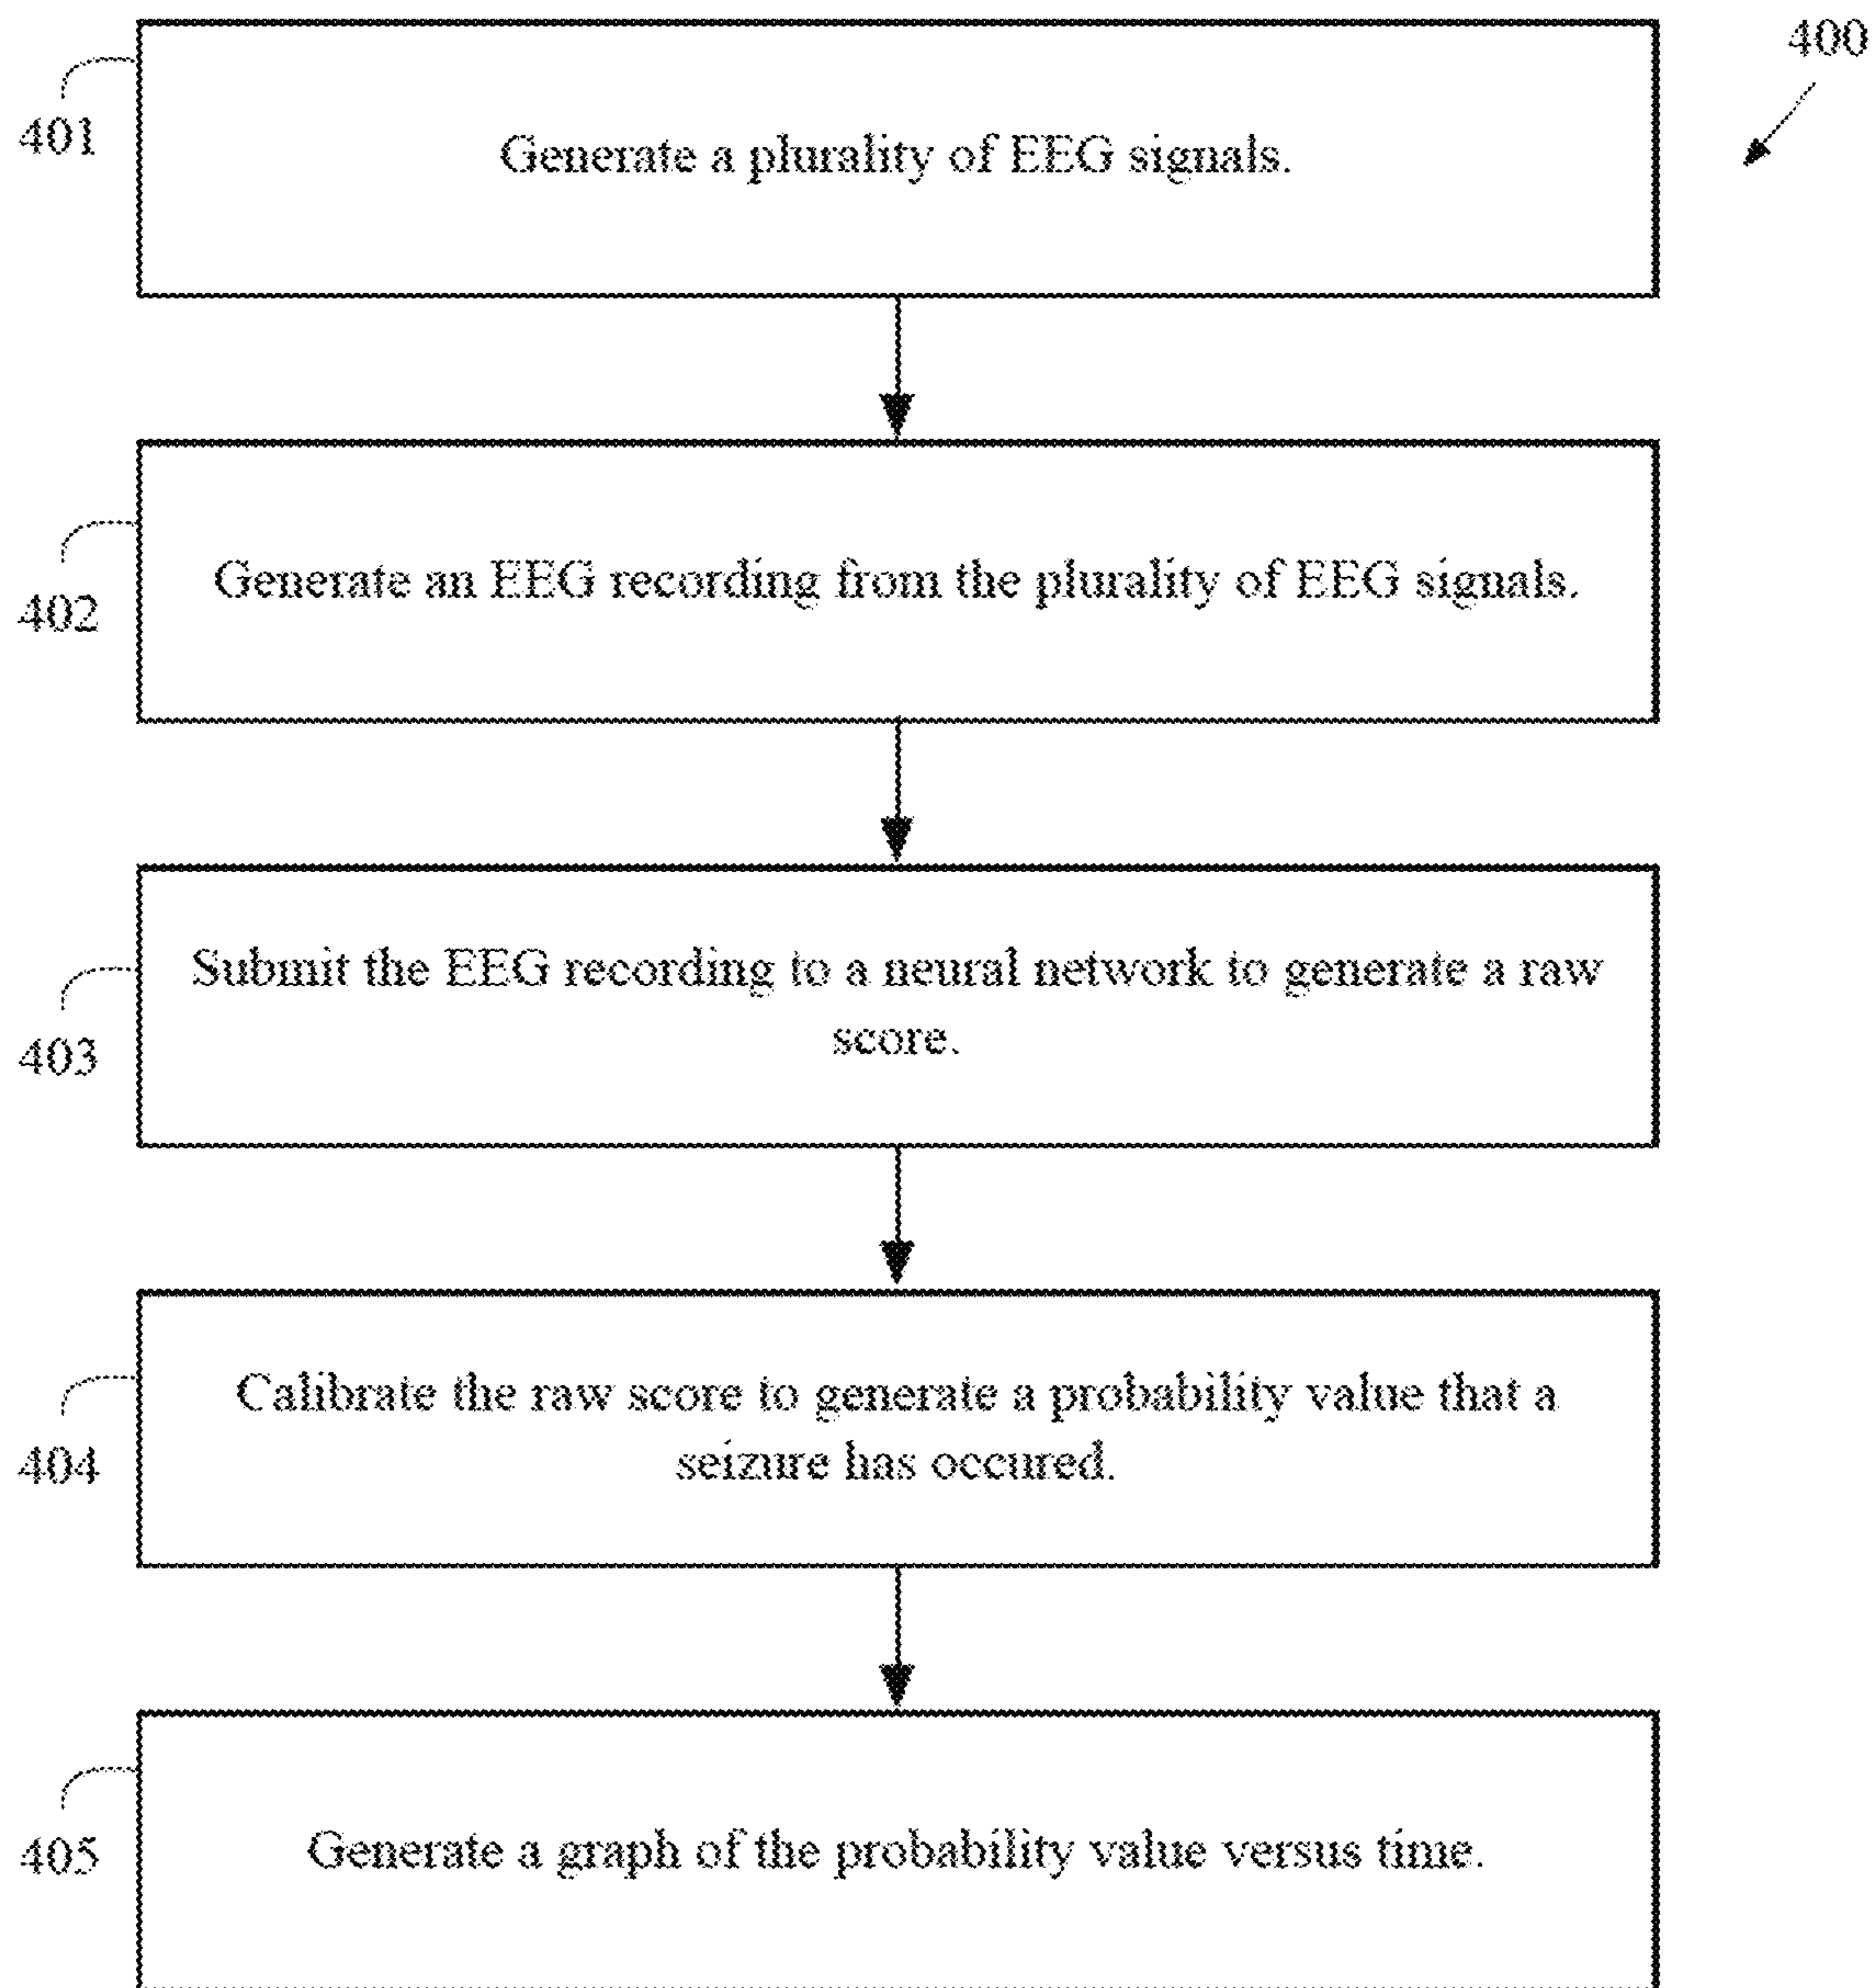 400
401
Generate a plurality of EEG signals.
402
Generate an EEG recording from the plurality of EEG signals.
403
Submit the EEG recording to a neural network to generate a raw
score.
404
Calibrate the raw score to generate a probability value that a
seizure has occured.
405
Generate a graph of the probability value versus time.